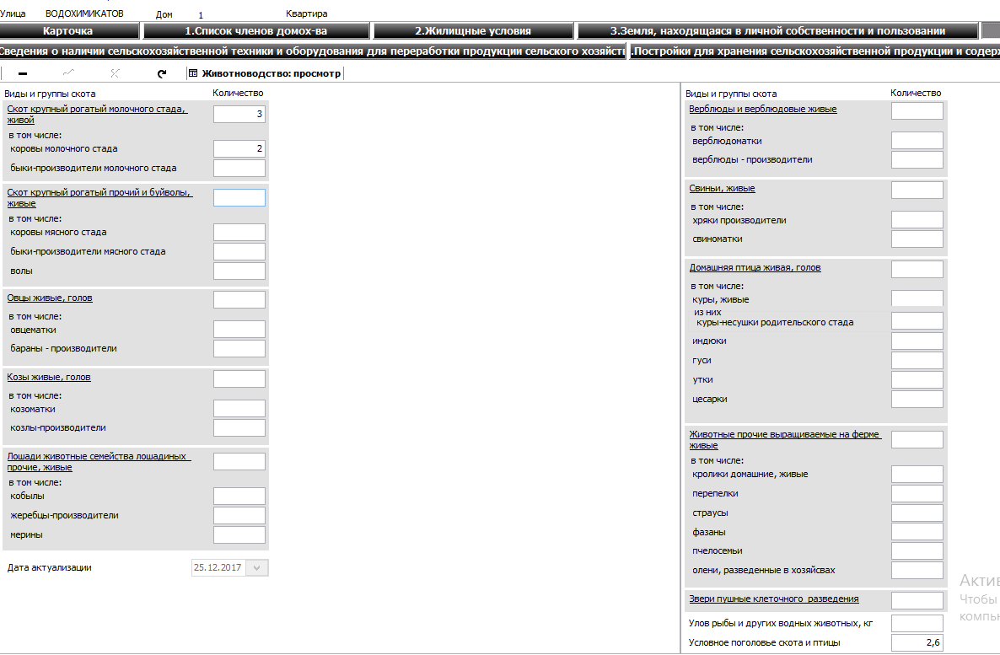 Улица ВОДОХИМИКАТОВ Дом 1 Квартира
Карточка 1.Список членов домох-ва 2.Жилищные условия 3.Земля, находящаяся в личной собственности и пользовании
Сведения о наличии сельскохозяйственной техники и оборудования для переработки продукции сельского хозяйст .Постройки для хранения сельскохозяйственной продукции и содер
Животноводство: просмотр
Виды и группы скота Количество
Скот крупный рогатый молочного стада,
живой 3
в том числе:
коровы молочного стада 2
быки-производители молочного стада
Скот крупный рогатый прочий и буйволы,
живые
в том числе:
коровы мясного стада
быки-производители мясного стада
волы
Овцы живые, голов
в том числе:
овцематки
бараны - производители
Козы живые, голов
в том числе:
козоматки
козлы-производители
Лошади животные семейства лошадиных
прочие, живые
в том числе:
кобылы
жеребцы-производители
мерины
Дата актуализации 25.12.2017
Виды и группы скота Количество
Верблюды и верблюдовые живые
в том числе:
верблюдоматки
верблюды - производители
Свиньи, живые
в том числе:
хряки производители
свиноматки
Домашняя птица живая, голов
в том числе:
куры, живые
из них
куры-несушки родительского стада
индюки
гуси
утки
цесарки
Животные прочие выращиваемые на ферме
живые
в том числе:
кролики домашние, живые
перепелки
страусы
фазаны
пчелосемьи
олени, разведенные в хозяйсвах
Звери пушные клеточного разведения
Улов рыбы и других водных животных, кг
Условное поголовье скота и птицы 2,6
Актив
Чтобы
компь